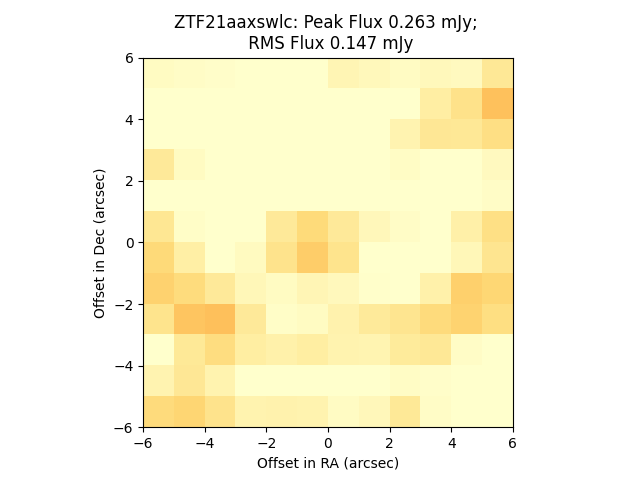 ZTF21aaxswlc: Peak Flux 0.263 mJy;
RMS Flux 0.147 mJy
6
4
2
0
−2
−4
−6
Offset in Dec (arcsec)
−6 −4 −2 0 2 4 6
Offset in RA (arcsec)